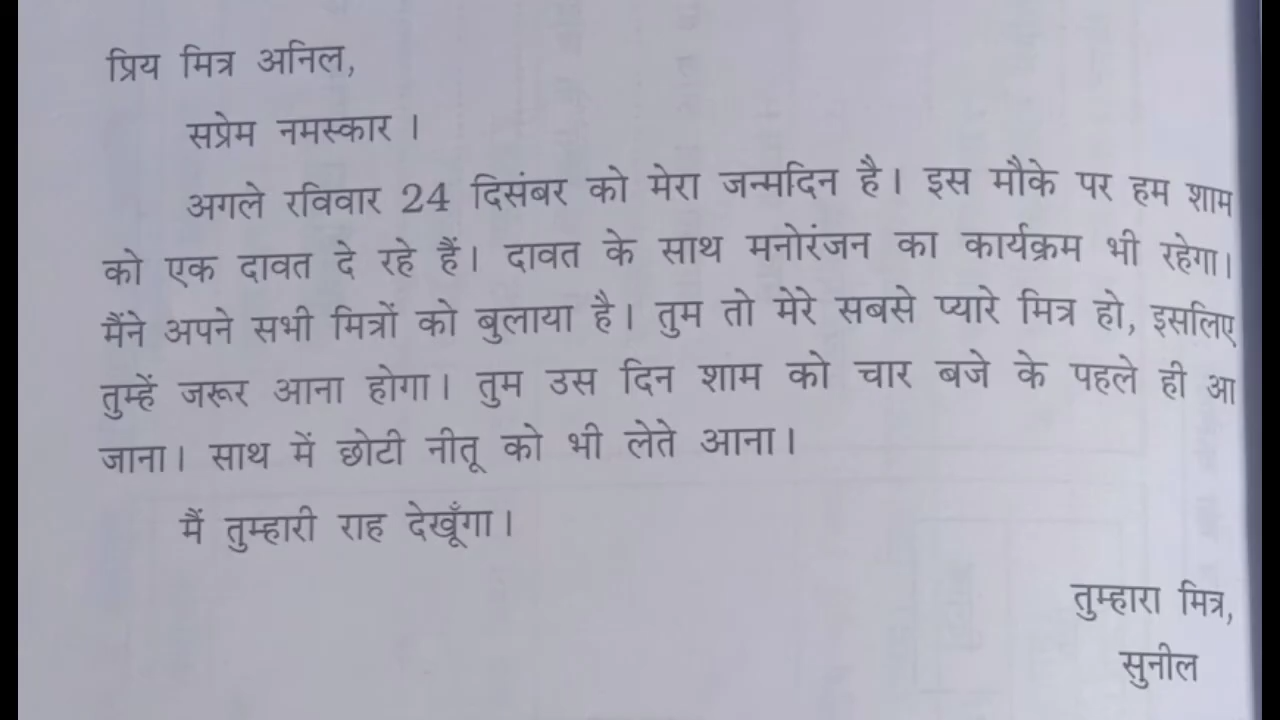 प्रिय मित्र अनिल,
सप्रेम नमस्कार ।
अगले रविवार 24 दिसंबर को मेरा जन्मदिन है। इस मौके पर हम शाम
को एक दावत दे रहे हैं। दावत के साथ मनोरंजन का कार्यक्रम भी रहेगा।
मैंने अपने सभी मित्रों को बुलाया है। तुम तो मेरे सबसे प्यारे मित्र हो, इसलिए
तुम्हें जरूर आना होगा। तुम उस दिन शाम को चार बजे के पहले ही आ
जाना। साथ में छोटी नीतू को भी लेते आना।
मैं तुम्हारी राह देखूँगा।
तुम्हारा मित्र,
सुनील